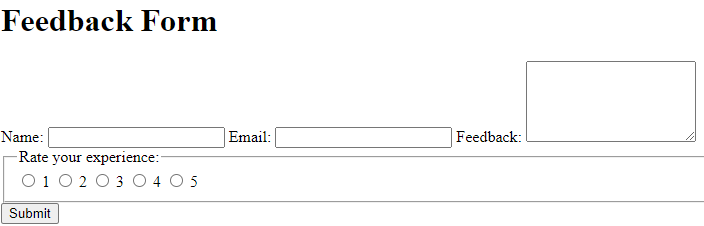 Feedback Form
Name: Email: Feedback:
Rate your experience:
1 2 3 4 5
Submit